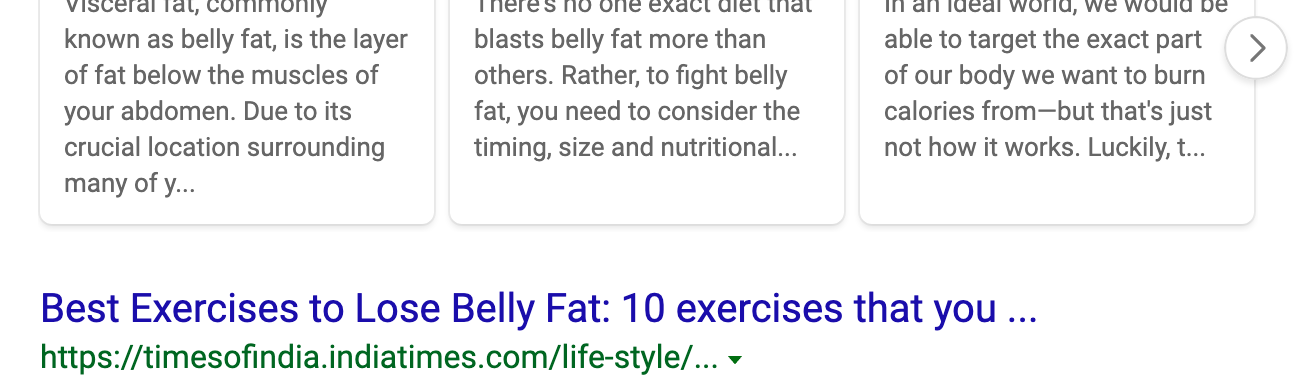 Visceral fat, commonly
known as belly fat, is the layer
of fat below the muscles of
your abdomen. Due to its
crucial location surrounding
many of y...
There's no one exact diet that
blasts belly fat more than
others. Rather, to fight belly
fat, you need to consider the
timing, size and nutritional...
In an ideal world, we would be
able to target the exact part
of our body we want to burn
calories from—but that's just
not how it works. Luckily, t...
Best Exercises to Lose Belly Fat: 10 exercises that you ...
https://timesofindia.indiatimes.com/life-style/...